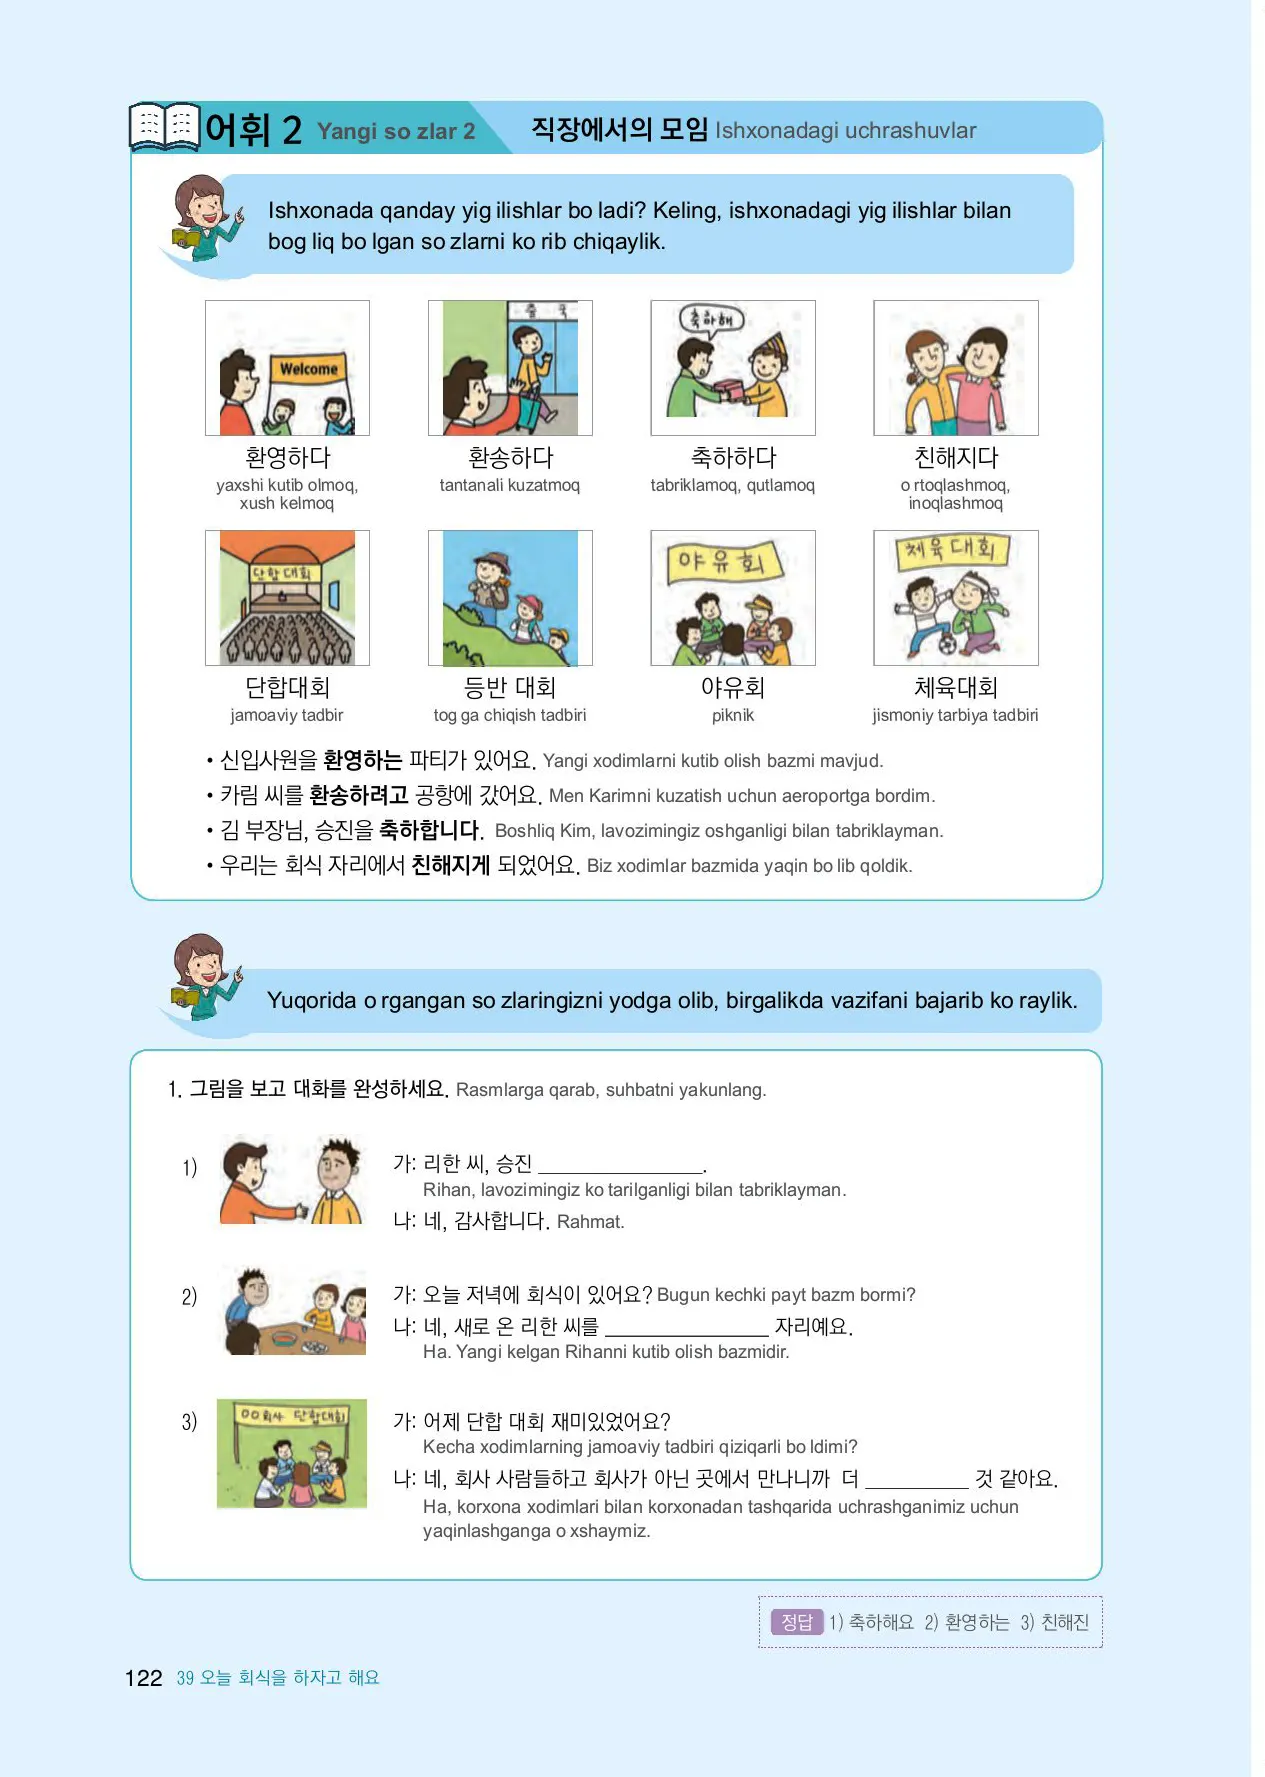 어휘 2 Yangi so zlar 2 직장에서의 모임 Ishxonadagi uchrashuvlar
Ishxonada qanday yig ilishlar bo ladi? Keling, ishxonadagi yig ilishlar bilan
bog liq bo lgan so zlarni ko rib chiqaylik.
Welcome
출 국
축하해
환영하다
환송하다
축하하다
친해지다
yaxshi kutib olmoq,
xush kelmoq
tantanali kuzatmoq
tabriklamoq, qutlamoq
o rtoqlashmoq,
inoqlashmoq
단합대회
야유회
체육대회
단합대회
등반 대회
야유회
체육대회
jamoaviy tadbir
tog ga chiqish tadbiri
piknik
jismoniy tarbiya tadbiri
• 신입사원을 환영하는 파티가 있어요. Yangi xodimlarni kutib olish bazmi mavjud.
• 카림 씨를 환송하려고 공항에 갔어요. Men Karimni kuzatish uchun aeroportga bordim.
• 김 부장님, 승진을 축하합니다. Boshliq Kim, lavozimingiz oshganligi bilan tabriklayman.
• 우리는 회식 자리에서 친해지게 되었어요. Biz xodimlar bazmida yaqin bo lib qoldik.
Yuqorida o rgangan so zlaringizni yodga olib, birgalikda vazifani bajarib ko raylik.
1. 그림을 보고 대화를 완성하세요. Rasmlarga qarab, suhbatni yakunlang.
1) 가: 리한 씨, 승진 ________________.
Rihan, lavozimingiz ko tarilganligi bilan tabriklayman.
나: 네, 감사합니다. Rahmat.
2) 가: 오늘 저녁에 회식이 있어요? Bugun kechki payt bazm bormi?
나: 네, 새로 온 리한 씨를 ________________ 자리예요.
Ha. Yangi kelgan Rihanni kutib olish bazmidir.
OO회사 단합대회
3) 가: 어제 단합 대회 재미있었어요?
Kecha xodimlarning jamoaviy tadbiri qiziqarli bo ldimi?
나: 네, 회사 사람들하고 회사가 아닌 곳에서 만나니까 더 __________ 것 같아요.
Ha, korxona xodimlari bilan korxonadan tashqarida uchrashganimiz uchun
yaqinlashganga o xshaymiz.
정답 1) 축하해요 2) 환영하는 3) 친해진
122 39 오늘 회식을 하자고 해요